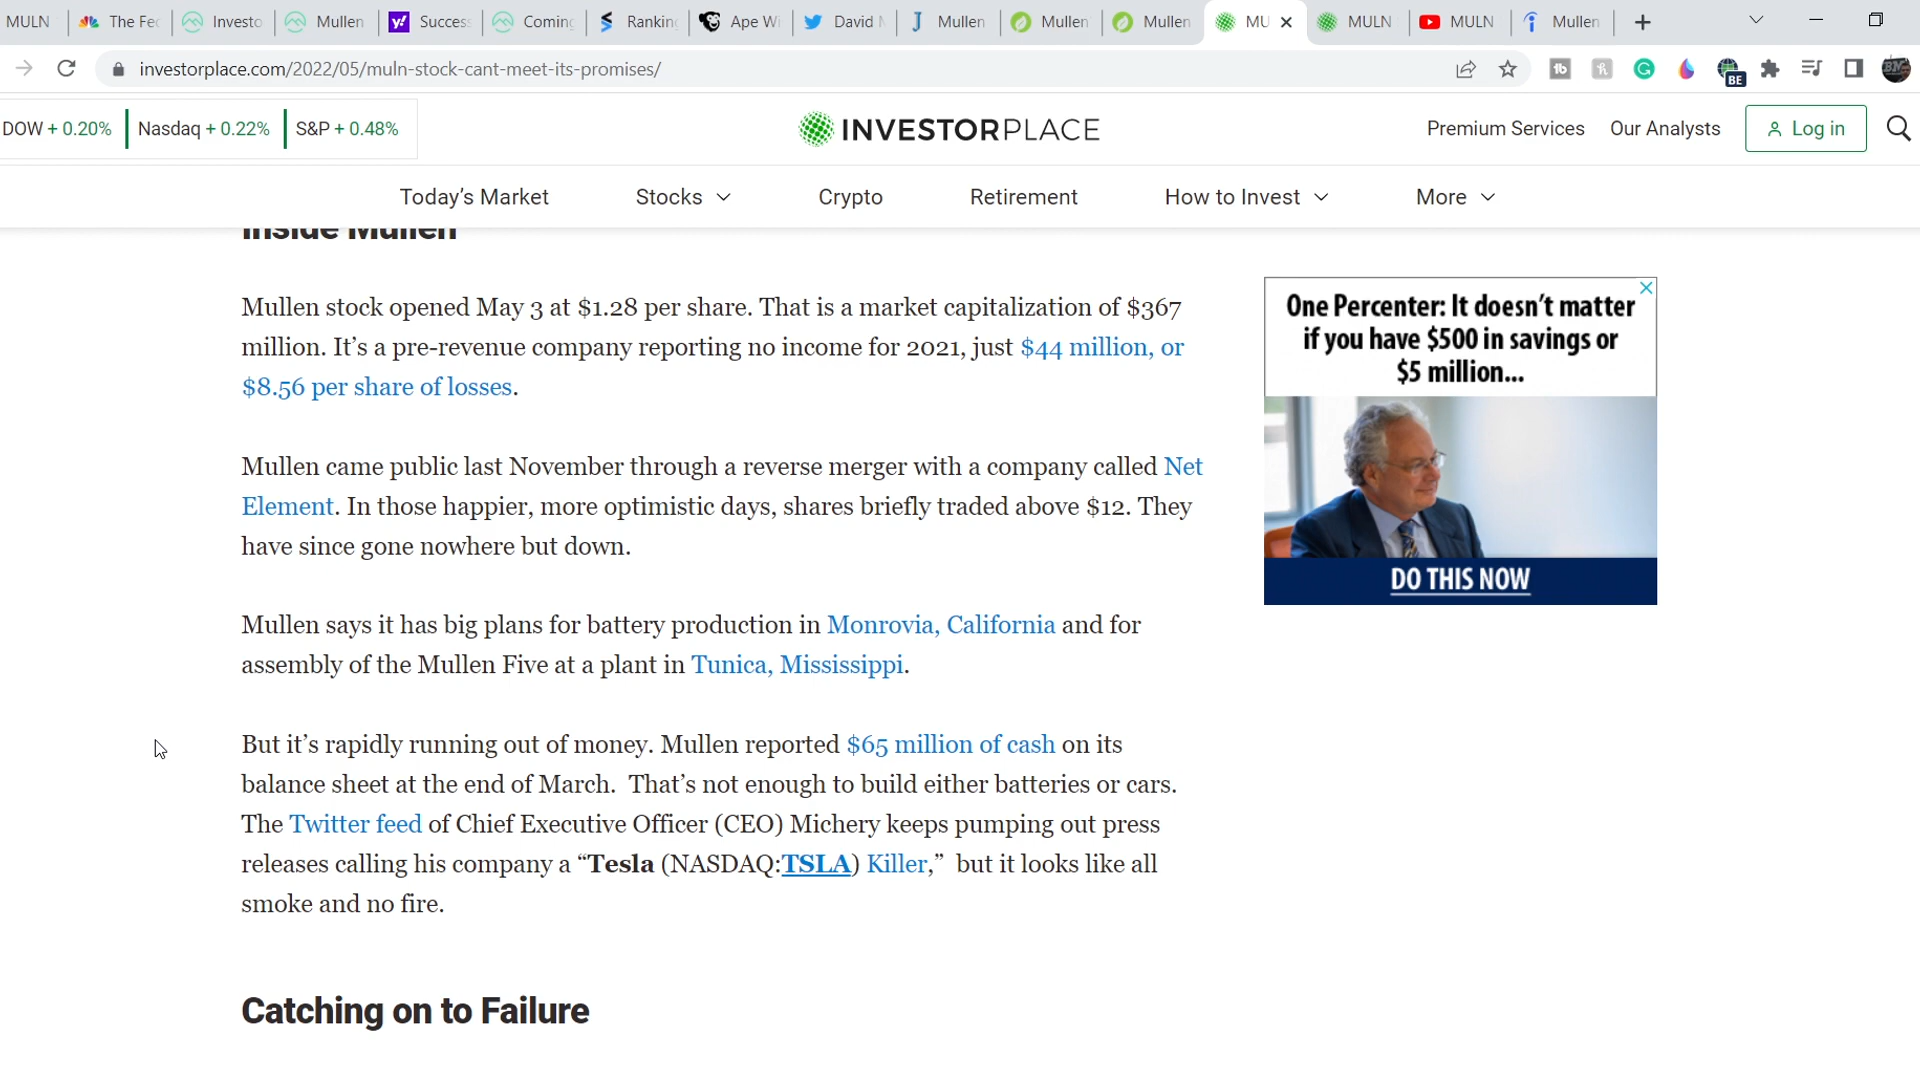 MULN
The Fe
Investo
Mullen
Success
Coming
Ranking
Ape Wi
David M
Mullen
Mullen
Mullen
MU
MULN
MULN
Mullen
investorplace.com/2022/05/muln-stock-cant-meet-its-promises/
BE
DOW + 0.20%
Nasdaq + 0.22%
S&P + 0.48%
INVESTORPLACE
Premium Services
Our Analysts
Log in
Today's Market
Stocks
Crypto
Retirement
How to Invest
More
Inside Mullen
Mullen stock opened May 3 at $1.28 per share. That is a market capitalization of $367
million. It's a pre-revenue company reporting no income for 2021, just $44 million, or
$8.56 per share of losses.
Mullen came public last November through a reverse merger with a company called Net
Element. In those happier, more optimistic days, shares briefly traded above $12. They
have since gone nowhere but down.
Mullen says it has big plans for battery production in Monrovia, California and for
assembly of the Mullen Five at a plant in Tunica, Mississippi.
But it's rapidly running out of money. Mullen reported $65 million of cash on its
balance sheet at the end of March. That's not enough to build either batteries or cars.
The Twitter feed of Chief Executive Officer (CEO) Michery keeps pumping out press
releases calling his company a “Tesla (NASDAQ:TSLA) Killer,” but it looks like all
smoke and no fire.
Catching on to Failure
One Percenter: It doesn't matter
if you have $500 in savings or
$5 million...
DO THIS NOW